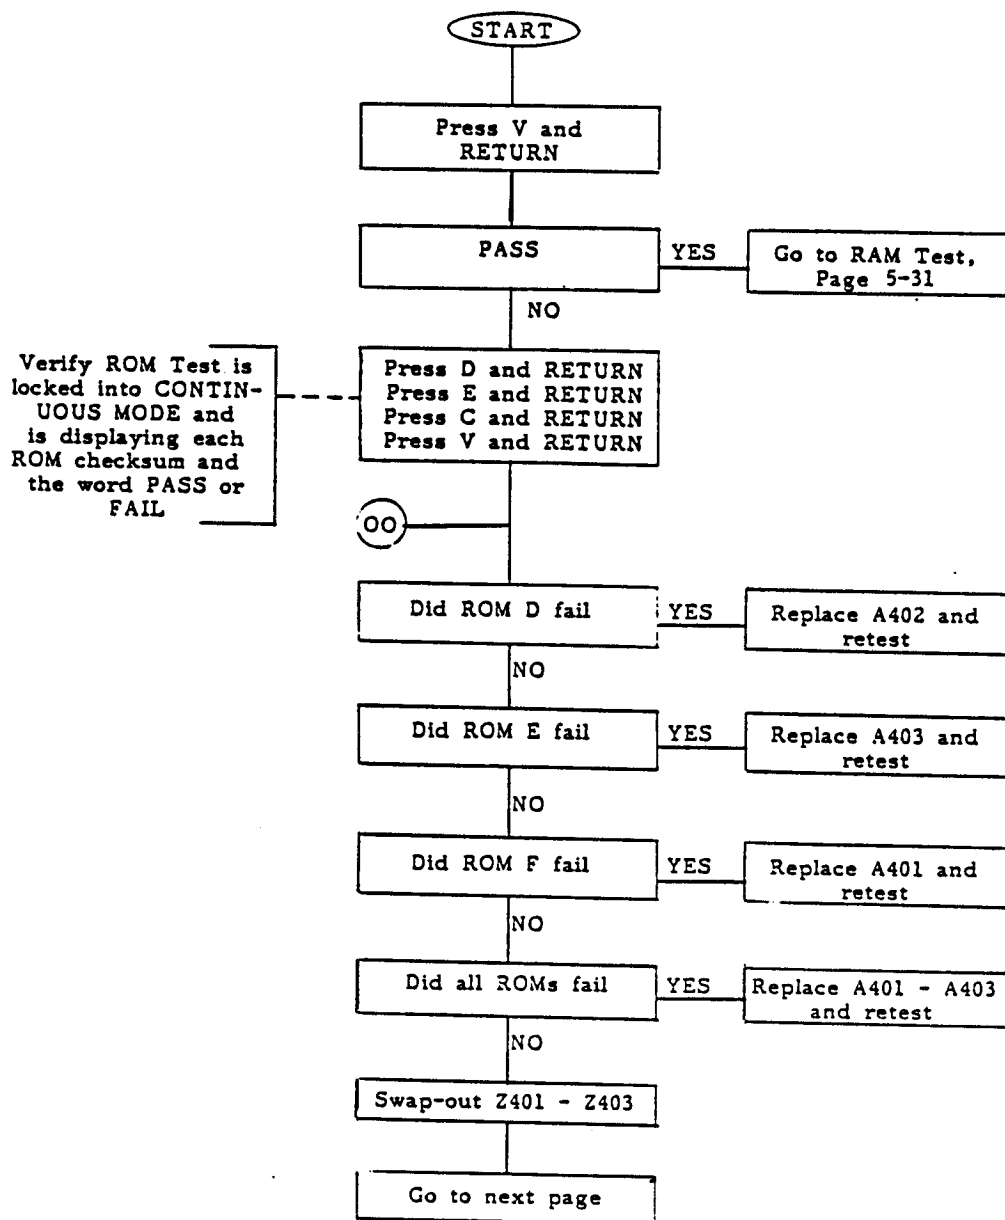 START
Press V and
RETURN
PASS
YES
Go to RAM Test,
Page 5-31
NO
Verify ROM Test is
locked into CONTIN-
UOUS MODE and
is displaying each
ROM checksum and
the word PASS or
FAIL
Press D and RETURN
Press E and RETURN
Press C and RETURN
Press V and RETURN
OO
Did ROM D fail
YES
Replace A402 and
retest
NO
Did ROM E fail
YES
Replace A403 and
retest
NO
Did ROM F fail
YES
Replace A401 and
retest
NO
Did all ROMs fail
YES
Replace A401 - A403
and retest
NO
Swap-out Z401 - Z403
Go to next page